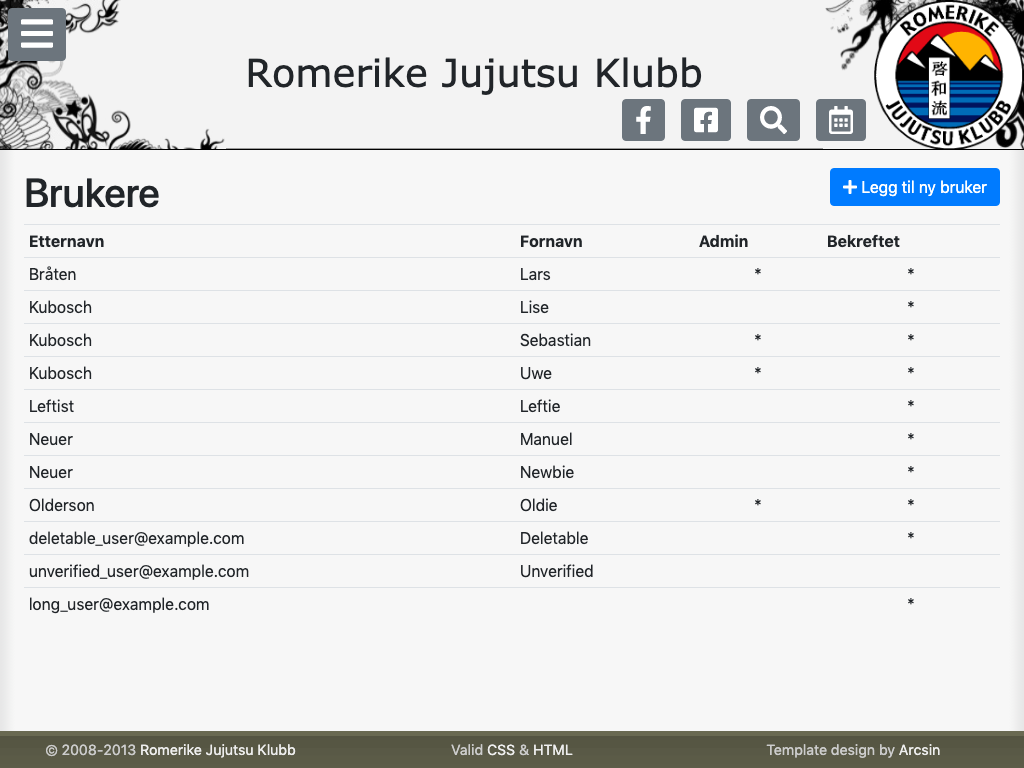 Romerike Jujutsu Klubb
ROMERIKE
啓和流
JUJUTSU KLUBB
Brukere
Legg til ny bruker
Etternavn Fornavn Admin Bekreftet
Bråten Lars * *
Kubosch Lise *
Kubosch Sebastian * *
Kubosch Uwe * *
Leftist Leftie *
Neuer Manuel *
Neuer Newbie *
Olderson Oldie * *
deletable_user@example.com Deletable *
unverified_user@example.com Unverified
long_user@example.com *
© 2008-2013 Romerike Jujutsu Klubb Valid CSS & HTML Template design by Arcsin